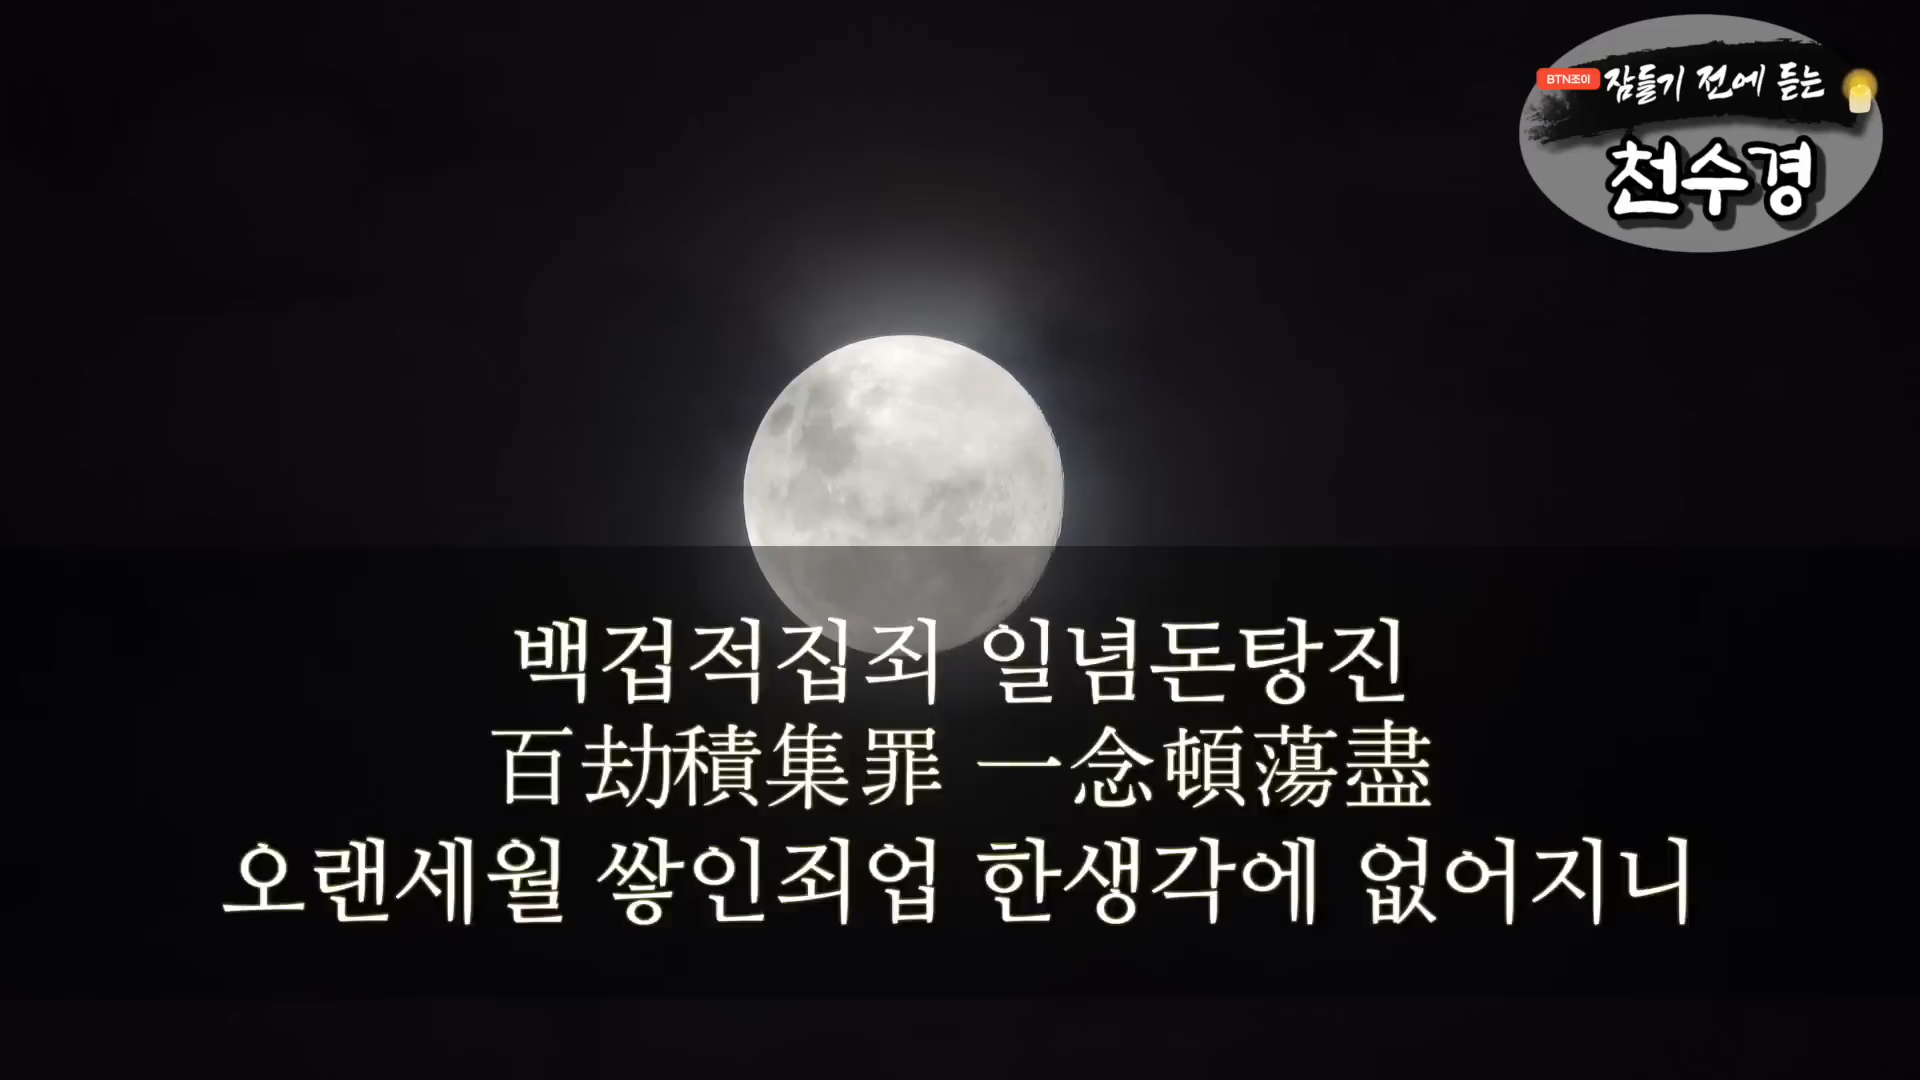 BTN조이 잠들기 전에 듣는
천수경
백겁적집죄 일념돈탕진
百劫積集罪 一念頓蕩盡
오랜세월 쌓인죄업 한생각에 없어지니